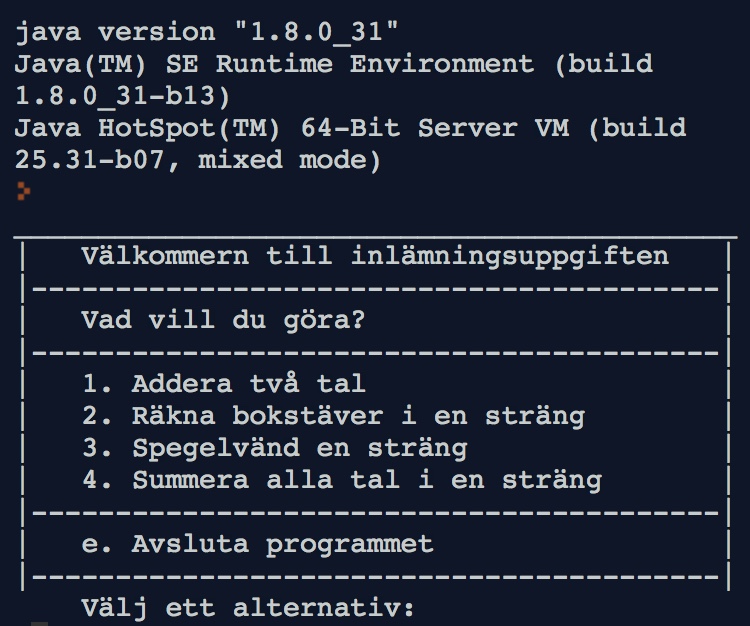 java version "1.8.0_31"
Java(TM) SE Runtime Environment (build
1.8.0_31-b13)
Java HotSpot(TM) 64-Bit Server VM (build
25.31-b07, mixed mode)
>
Välkommern till inlämningsuppgiften
Vad vill du göra?
1. Addera två tal
2. Räkna bokstäver i en sträng
3. Spegelvänd en sträng
4. Summera alla tal i en sträng
e. Avsluta programmet
Välj ett alternativ: